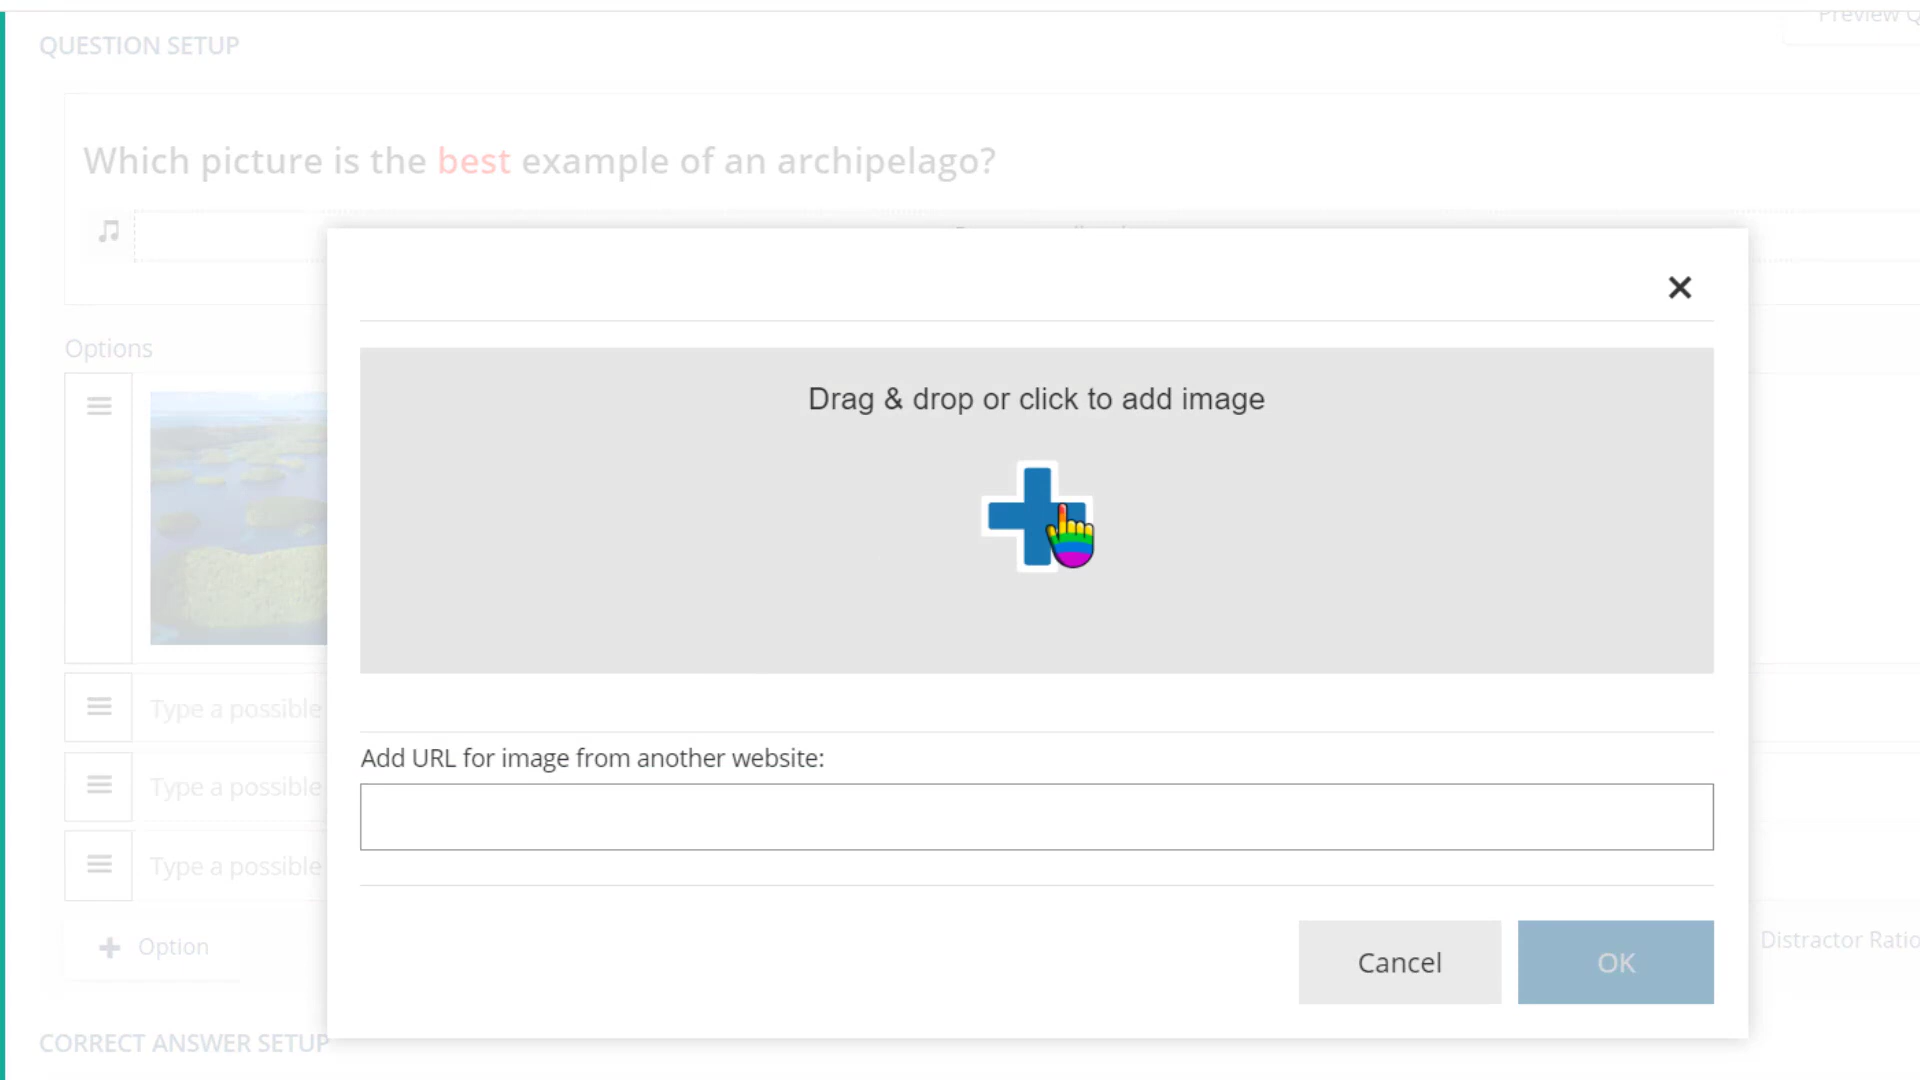 Preview Q
QUESTION SETUP
Which picture is the best example of an archipelago?
Options
Drag & drop or click to add image
Type a possible
Add URL for image from another website:
Type a possible
Type a possible
Option
Distractor Ratio
Cancel
OK
CORRECT ANSWER SETUP